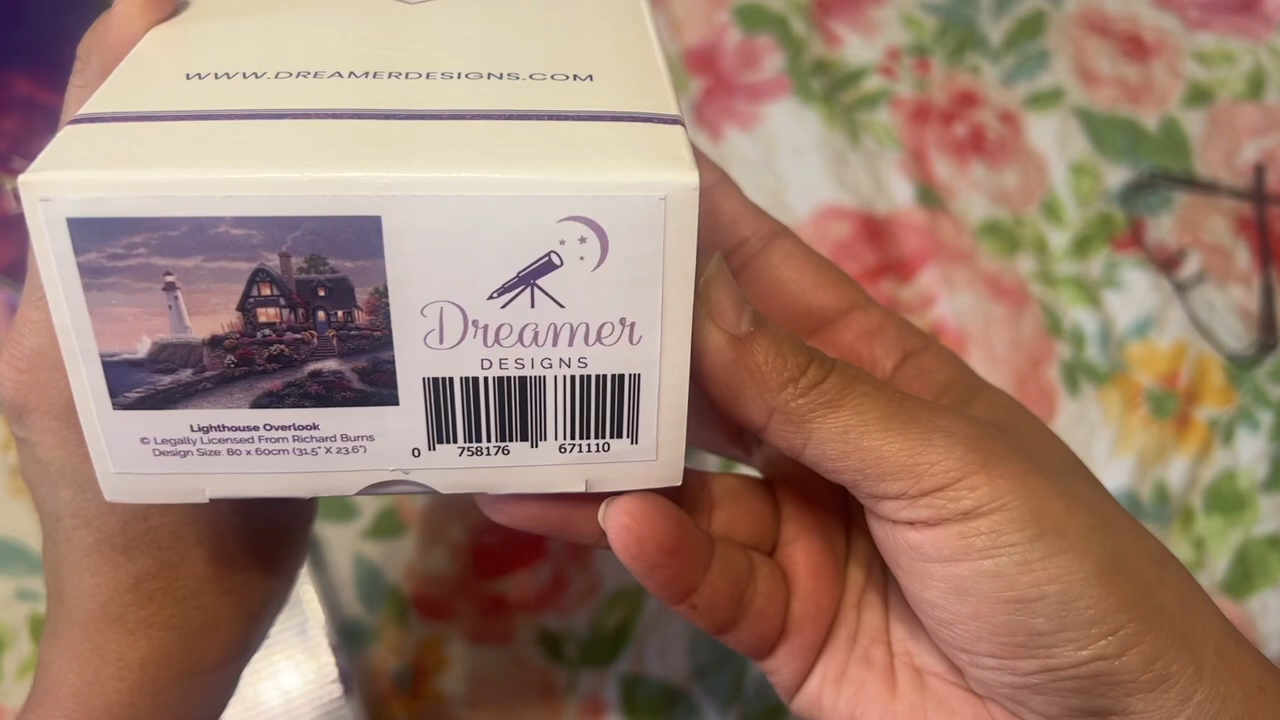 WWW.DREAMERDESIGNS.COM
Dreamer
DESIGNS
Lighthouse Overlook
© Legally Licensed From Richard Burns
Design Size: 80 x 60cm (31.5" X 23.6")
0 758176 671110